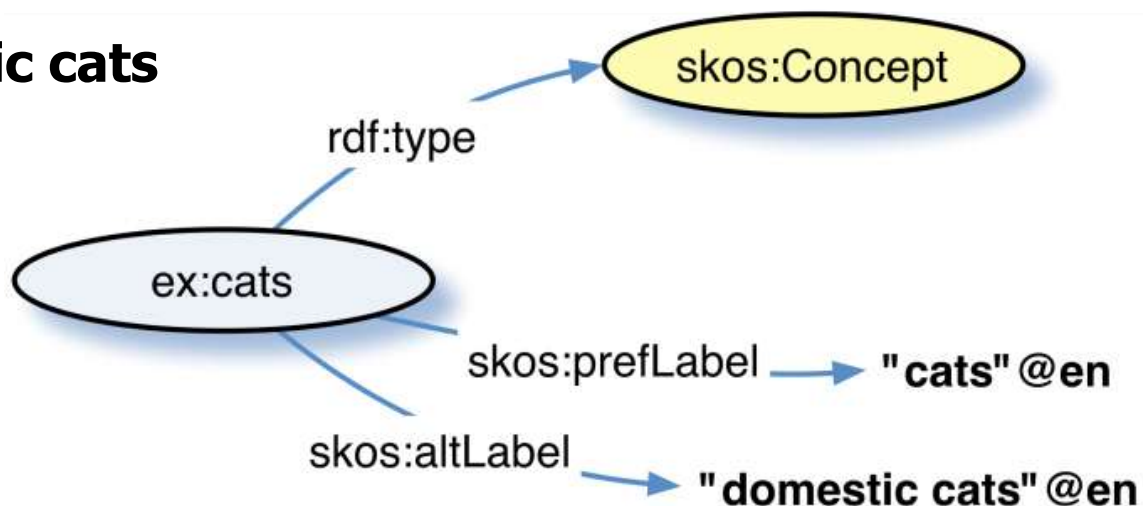 ic cats
skos:Concept
rdf:type
ex:cats
skos:prefLabel
"cats"@en
skos:altLabel
"domestic cats"@en